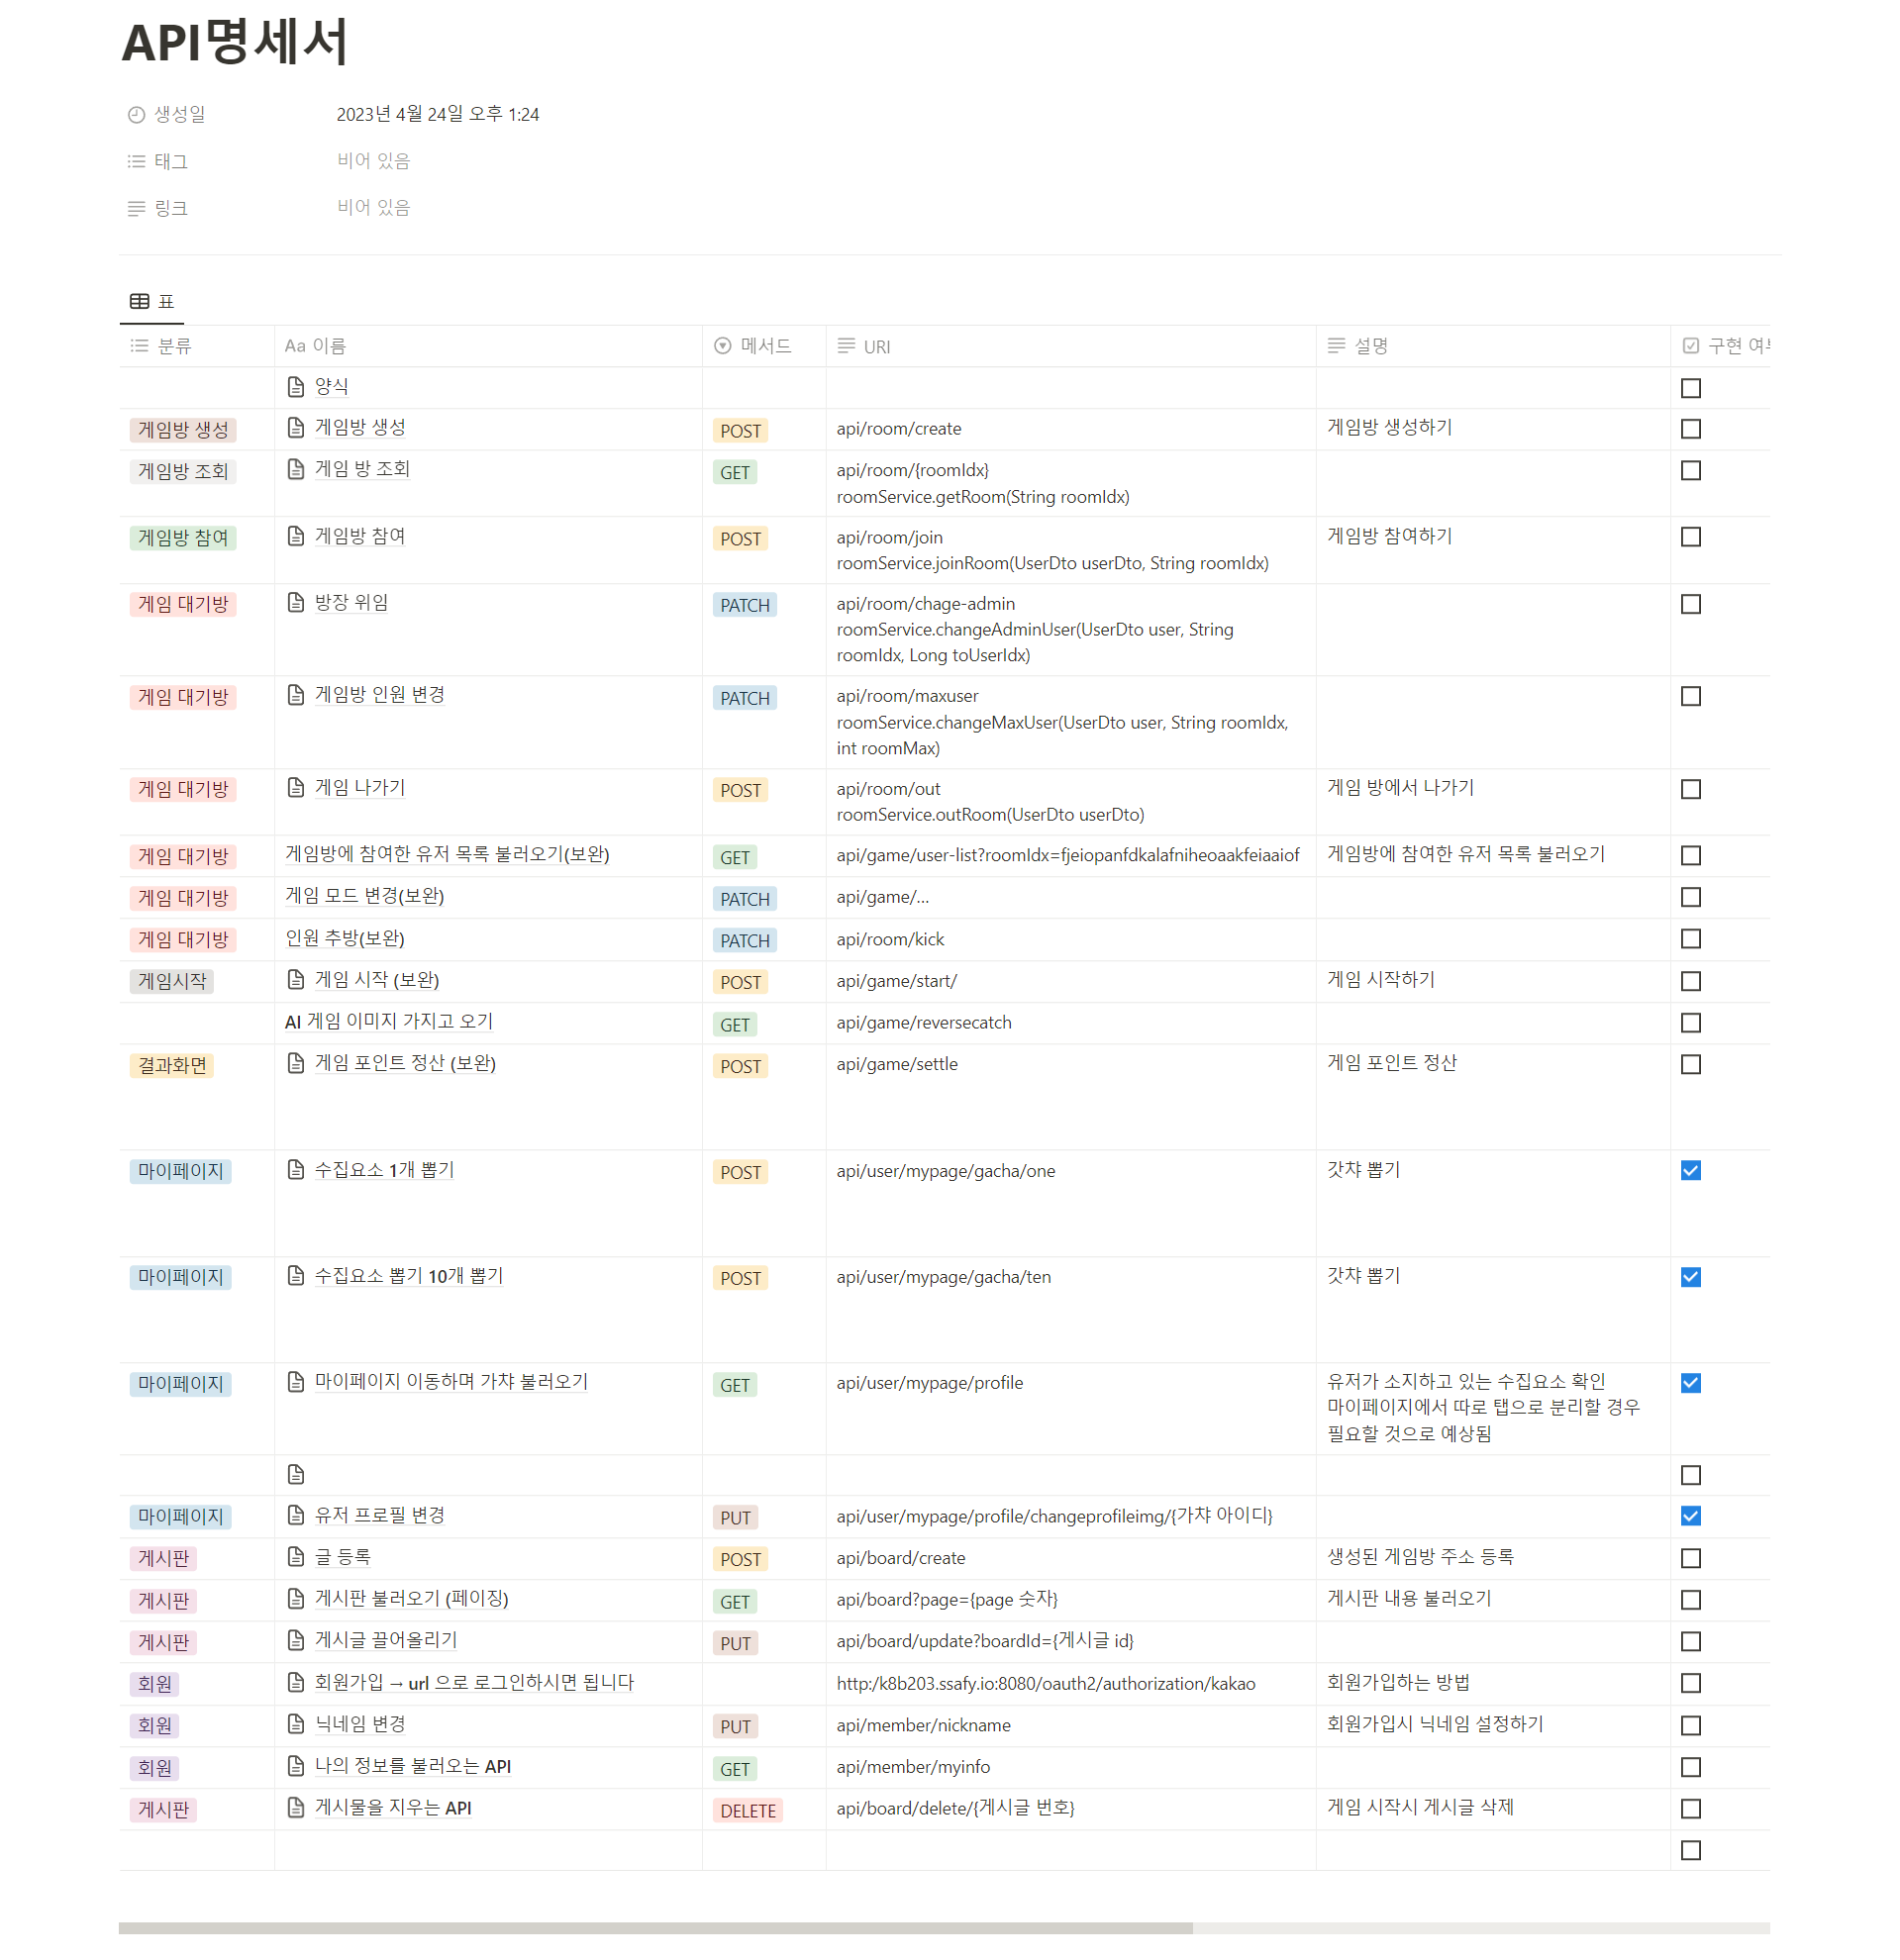 API명세서
생성일 2023년 4월 24일 오후 1:24
태그 비어 있음
링크 비어 있음
표
분류 Aa 이름 메서드 URI 설명 구현 여부
양식
게임방 생성 게임방 생성 POST api/room/create 게임방 생성하기
게임방 조회 게임 방 조회 GET api/room/{roomIdx}
roomService.getRoom(String roomIdx)
게임방 참여 게임방 참여 POST api/room/join 게임방 참여하기
roomService.joinRoom(UserDto userDto, String roomIdx)
게임 대기방 방장 위임 PATCH api/room/chage-admin
roomService.changeAdminUser(UserDto user, String
roomIdx, Long toUserIdx)
게임 대기방 게임방 인원 변경 PATCH api/room/maxuser
roomService.changeMaxUser(UserDto user, String roomIdx,
int roomMax)
게임 대기방 게임 나가기 POST api/room/out 게임 방에서 나가기
roomService.outRoom(UserDto userDto)
게임 대기방 게임방에 참여한 유저 목록 불러오기(보완) GET api/game/user-list?roomIdx=fjeiopanfdkalafniheoaakfeiaaiof 게임방에 참여한 유저 목록 불러오기
게임 대기방 게임 모드 변경(보완) PATCH api/game/...
게임 대기방 인원 추방(보완) PATCH api/room/kick
게임시작 게임 시작 (보완) POST api/game/start/ 게임 시작하기
AI 게임 이미지 가지고 오기 GET api/game/reversecatch
결과화면 게임 포인트 정산 (보완) POST api/game/settle 게임 포인트 정산
마이페이지 수집요소 1개 뽑기 POST api/user/mypage/gacha/one 갓챠 뽑기
마이페이지 수집요소 뽑기 10개 뽑기 POST api/user/mypage/gacha/ten 갓챠 뽑기
마이페이지 마이페이지 이동하며 가챠 불러오기 GET api/user/mypage/profile 유저가 소지하고 있는 수집요소 확인
마이페이지에서 따로 탭으로 분리할 경우
필요할 것으로 예상됨
마이페이지 유저 프로필 변경 PUT api/user/mypage/profile/changeprofileimg/{가챠 아이디}
게시판 글 등록 POST api/board/create 생성된 게임방 주소 등록
게시판 게시판 불러오기 (페이징) GET api/board?page={page 숫자} 게시판 내용 불러오기
게시판 게시글 끌어올리기 PUT api/board/update?boardId={게시글 id}
회원 회원가입 → url 으로 로그인하시면 됩니다 http:/k8b203.ssafy.io:8080/oauth2/authorization/kakao 회원가입하는 방법
회원 닉네임 변경 PUT api/member/nickname 회원가입시 닉네임 설정하기
회원 나의 정보를 불러오는 API GET api/member/myinfo
게시판 게시물을 지우는 API DELETE api/board/delete/{게시글 번호} 게임 시작시 게시글 삭제